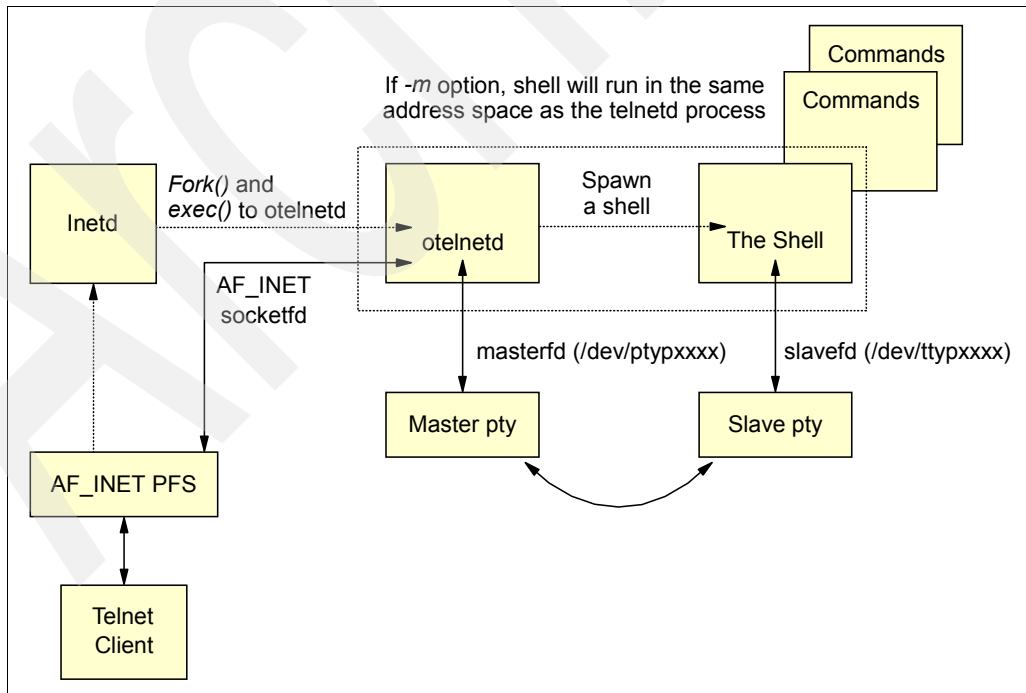 Commands
Commands
If -m option, shell will run in the same
address space as the telnetd process
Inetd
Fork() and
exec() to otelnetd
otelnetd
Spawn
a shell
The Shell
AF_INET
socketfd
masterfd (/dev/ptypxxxx)
slavefd (/dev/ttypxxxx)
Master pty
Slave pty
AF_INET PFS
Telnet
Client